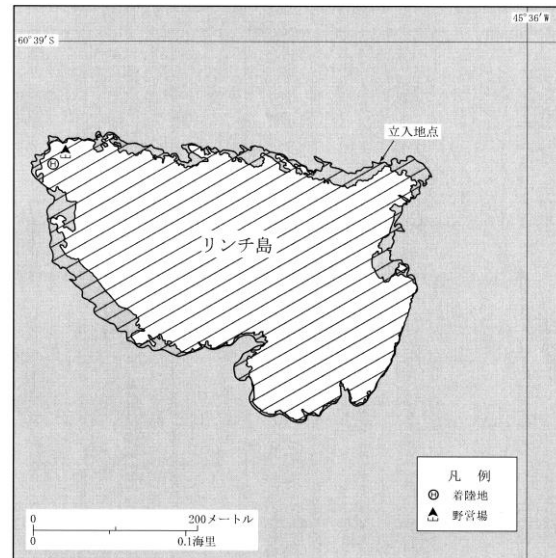 45°36′W
60°39′S
立入地点
H
リンチ島
凡 例
H 着陸地
野営場
0 200メートル
0 0.1海里